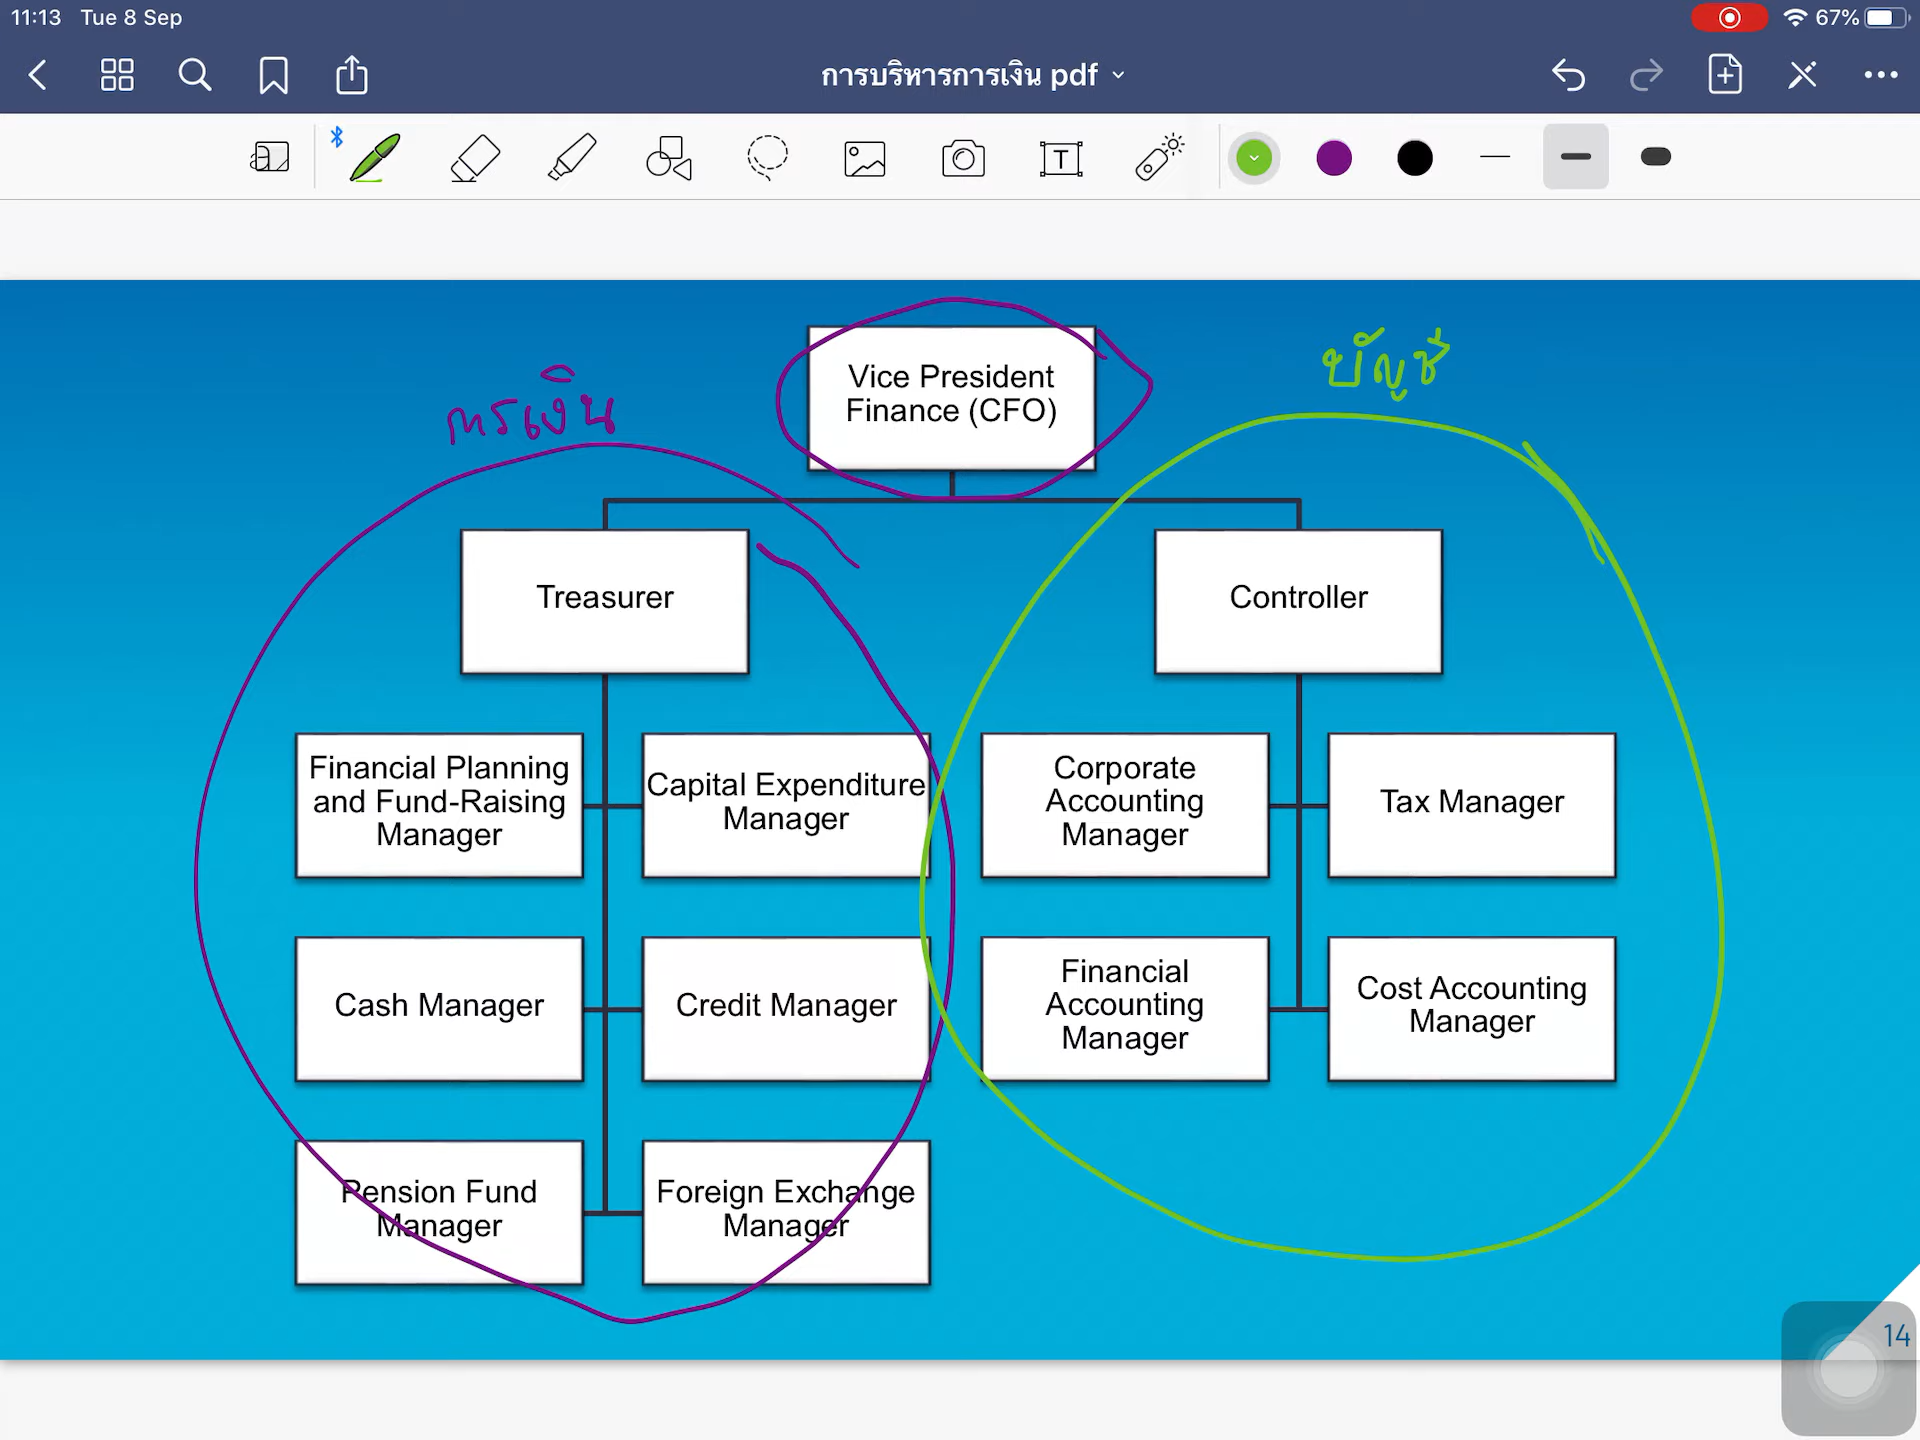 11:13 Tue 8 Sep
67%
การบริหารการเงิน pdf
T
บัญชี
การเงิน
Vice President
Finance (CFO)
Treasurer
Controller
Financial Planning
and Fund-Raising
Manager
Capital Expenditure
Manager
Corporate
Accounting
Manager
Tax Manager
Cash Manager
Credit Manager
Financial
Accounting
Manager
Cost Accounting
Manager
Pension Fund
Manager
Foreign Exchange
Manager
14